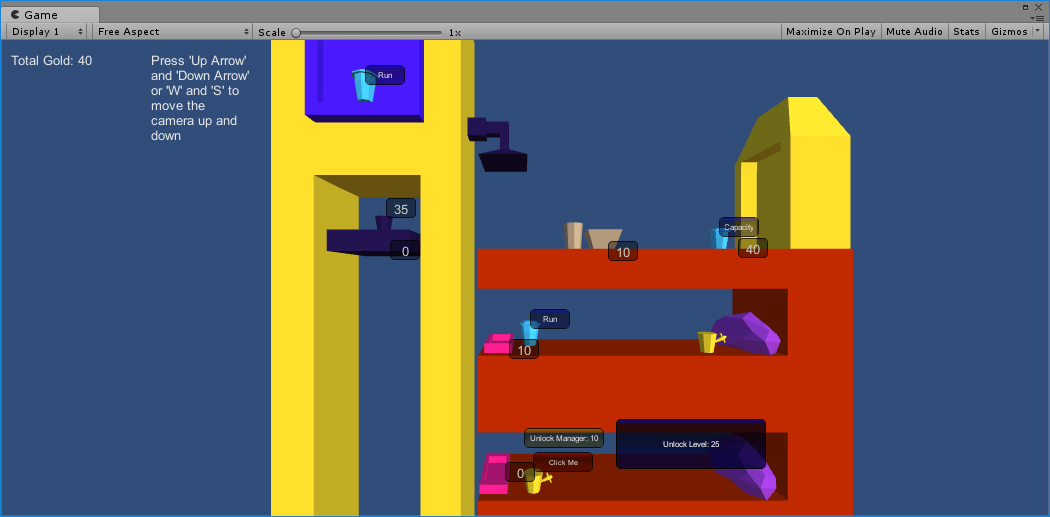 Game
Display 1
Free Aspect
Scale
1x
Maximize On Play
Mute Audio
Stats
Gizmos
Total Gold: 40
Press 'Up Arrow'
and 'Down Arrow'
or 'W' and 'S' to
move the
camera up and
down
Run
35
0
10
Capacity
40
Run
10
Unlock Manager: 10
Unlock Level: 25
Click Me
0